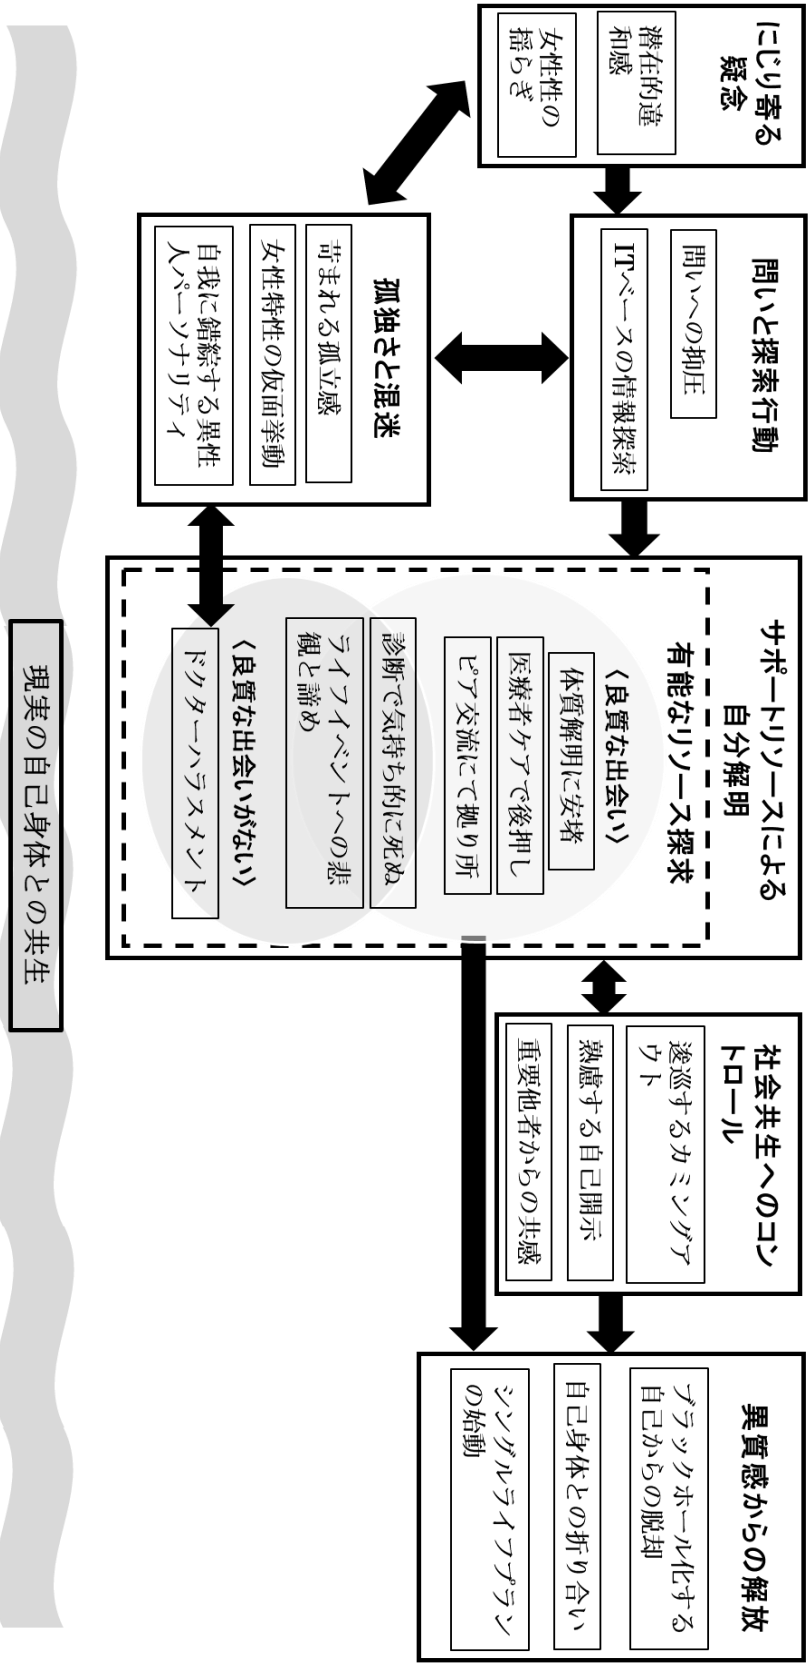 にじり寄る
疑念
潜在的違
和感
女性性の
揺らぎ
問いと探索行動
問いへの抑圧
ITベースの情報探索
孤独さと混迷
苛まれる孤立感
女性特性の仮面挙動
自我に錯綜する異性
人パーソナリティ
サポートリソースによる
自分解明
有能なリソース探求
〈良質な出会い〉
体質解明に安堵
医療者ケアで後押し
ピア交流にて拠り所
診断で気持ち的に死ぬ
ライフイベントへの悲
観と諦め
〈良質な出会いがない〉
ドクターハラスメント
社会共生へのコン
トロール
逡巡するカミングア
ウト
熟慮する自己開示
重要他者からの共感
異質感からの解放
ブラックホール化する
自己からの脱却
自己身体との折り合い
シングルライフプラン
の始動
現実の自己身体との共生